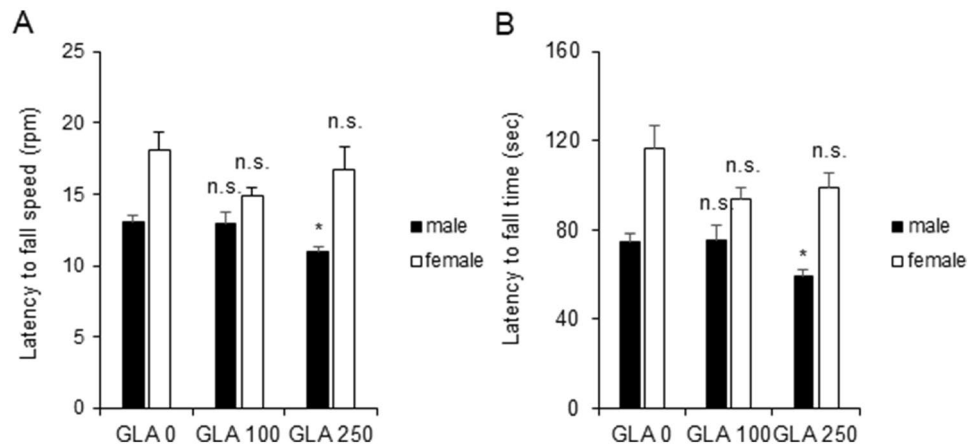 A
Latency to fall speed (rpm)
25
20
15
10
5
0
n.s.
n.s.
n.s.
*
male
female
GLA 0
GLA 100
GLA 250
B
Latency to fall time (sec)
160
120
80
40
0
n.s.
n.s.
n.s.
*
male
female
GLA 0
GLA 100
GLA 250